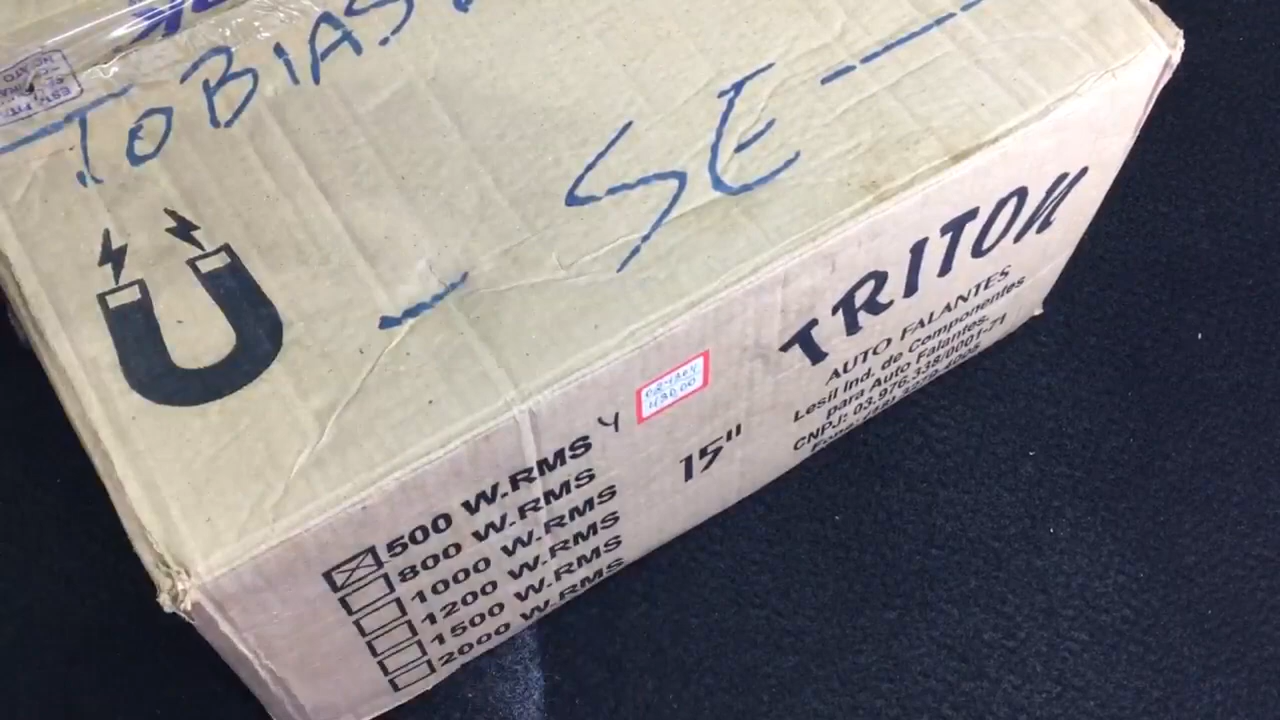 TOBIAS
SE
TRITON
AUTO FALANTES
Lesil Ind. de Componentes
para Auto Falantes.
CNPJ: 03.976.338/0001-71
15"
500 W.RMS 4
800 W.RMS
1000 W.RMS
1200 W.RMS
1500 W.RMS
2000 W.RMS